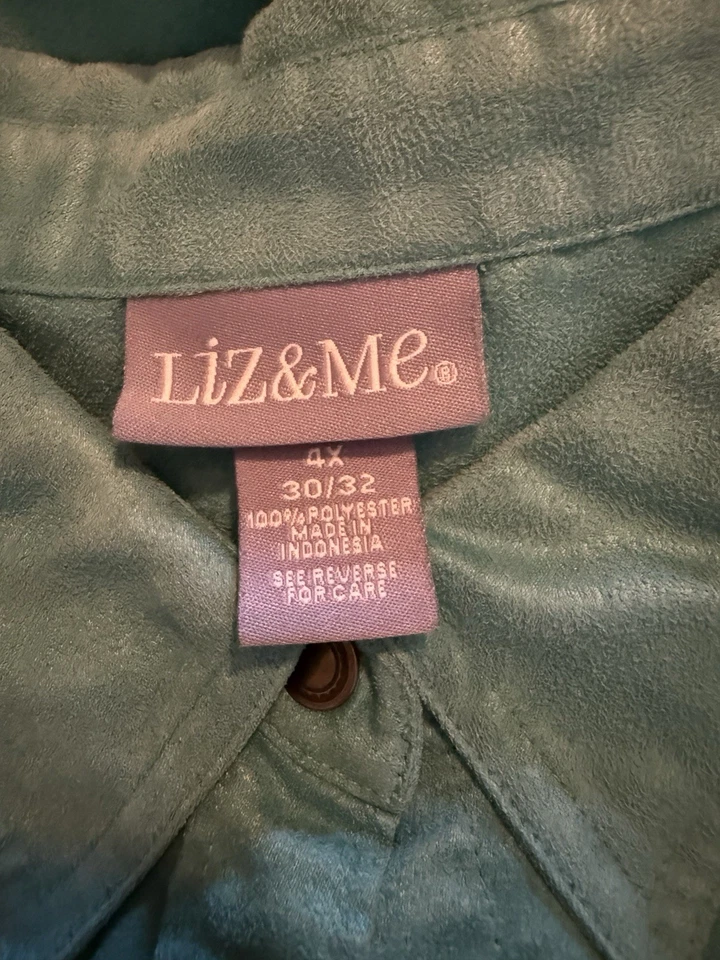 Liz&Me®
4X
30/32
100% POLYESTER
MADE IN
INDONESIA
SEE REVERSE
FOR CARE